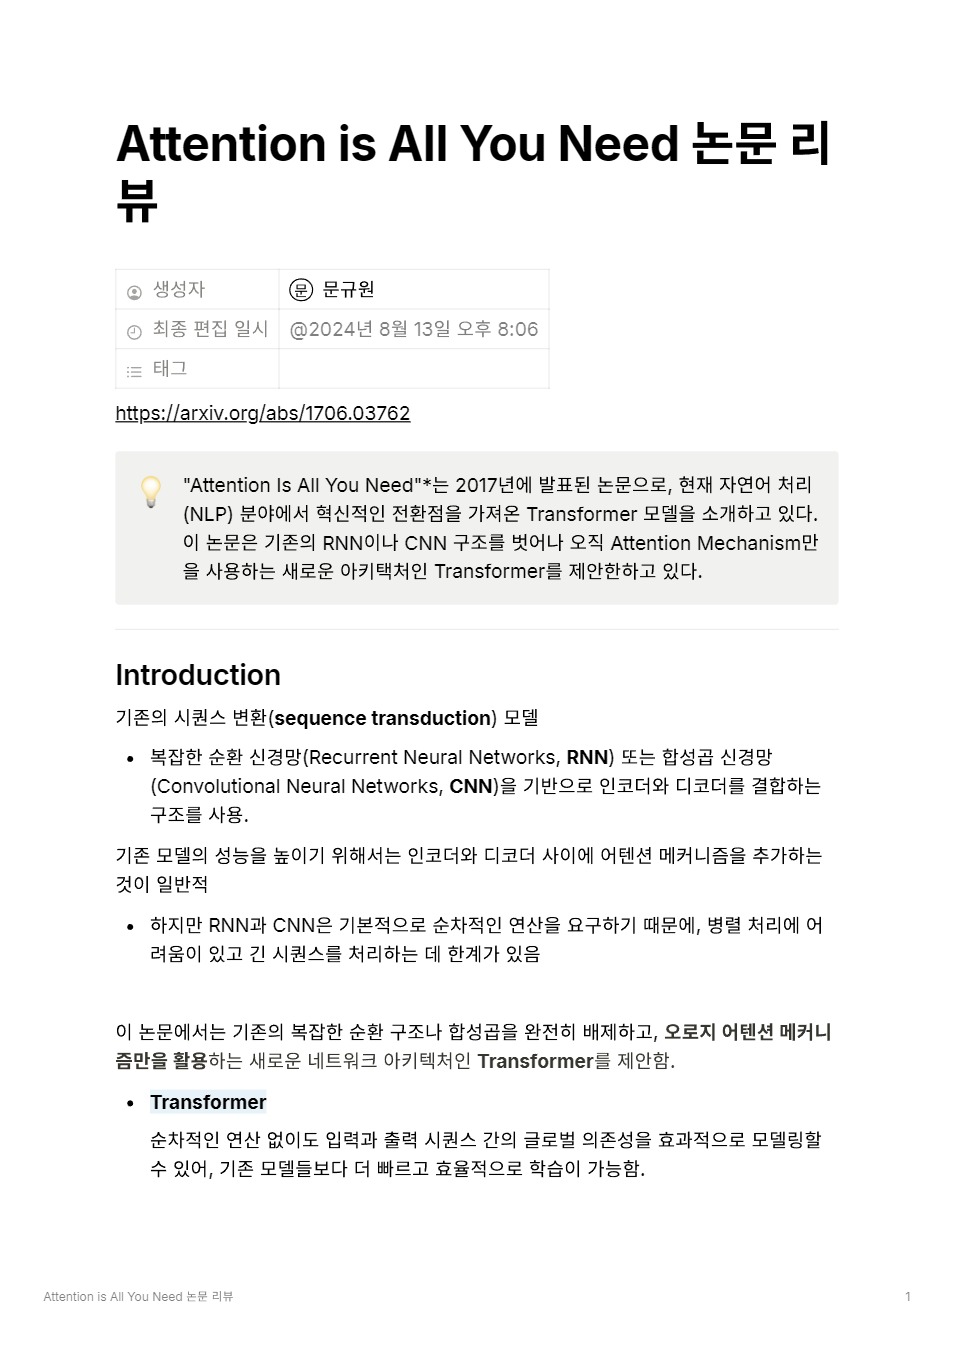 Attention is All You Need 논문 리
뷰
생성자 문 문규원
최종 편집 일시 @2024년 8월 13일 오후 8:06
태그
https://arxiv.org/abs/1706.03762
"Attention Is All You Need"*는 2017년에 발표된 논문으로, 현재 자연어 처리
(NLP) 분야에서 혁신적인 전환점을 가져온 Transformer 모델을 소개하고 있다.
이 논문은 기존의 RNN이나 CNN 구조를 벗어나 오직 Attention Mechanism만
을 사용하는 새로운 아키택처인 Transformer를 제안한하고 있다.
Introduction
기존의 시퀀스 변환(sequence transduction) 모델
• 복잡한 순환 신경망(Recurrent Neural Networks, RNN) 또는 합성곱 신경망
(Convolutional Neural Networks, CNN)을 기반으로 인코더와 디코더를 결합하는
구조를 사용.
기존 모델의 성능을 높이기 위해서는 인코더와 디코더 사이에 어텐션 메커니즘을 추가하는
것이 일반적
• 하지만 RNN과 CNN은 기본적으로 순차적인 연산을 요구하기 때문에, 병렬 처리에 어
려움이 있고 긴 시퀀스를 처리하는 데 한계가 있음
이 논문에서는 기존의 복잡한 순환 구조나 합성곱을 완전히 배제하고, 오로지 어텐션 메커니
즘만을 활용하는 새로운 네트워크 아키텍처인 Transformer를 제안함.
• Transformer
순차적인 연산 없이도 입력과 출력 시퀀스 간의 글로벌 의존성을 효과적으로 모델링할
수 있어, 기존 모델들보다 더 빠르고 효율적으로 학습이 가능함.
Attention is All You Need 논문 리뷰 1